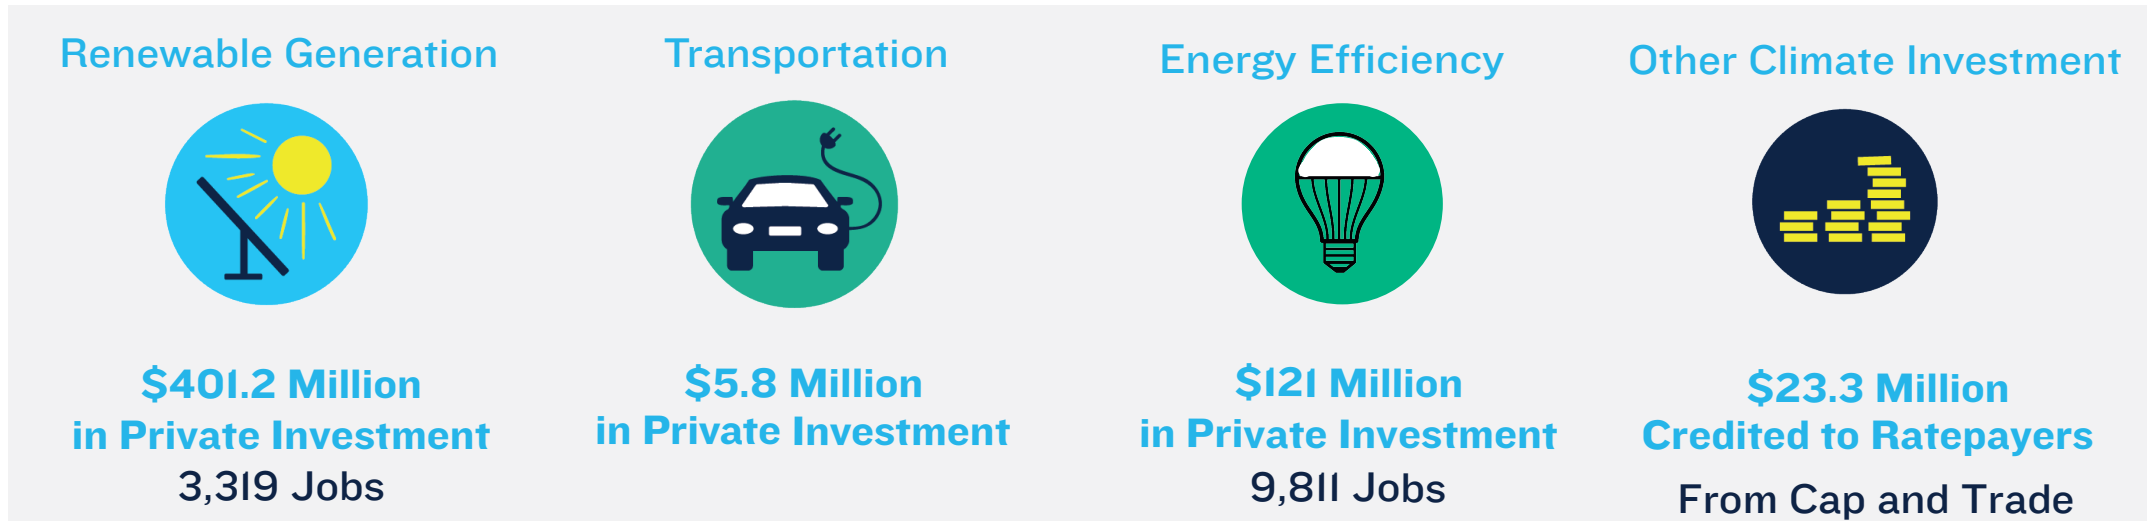 Renewable Generation
$401.2 Million
in Private Investment
3,319 Jobs
Transportation
$5.8 Million
in Private Investment
Energy Efficiency
$121 Million
in Private Investment
9,811 Jobs
Other Climate Investment
$23.3 Million
Credited to Ratepayers
From Cap and Trade